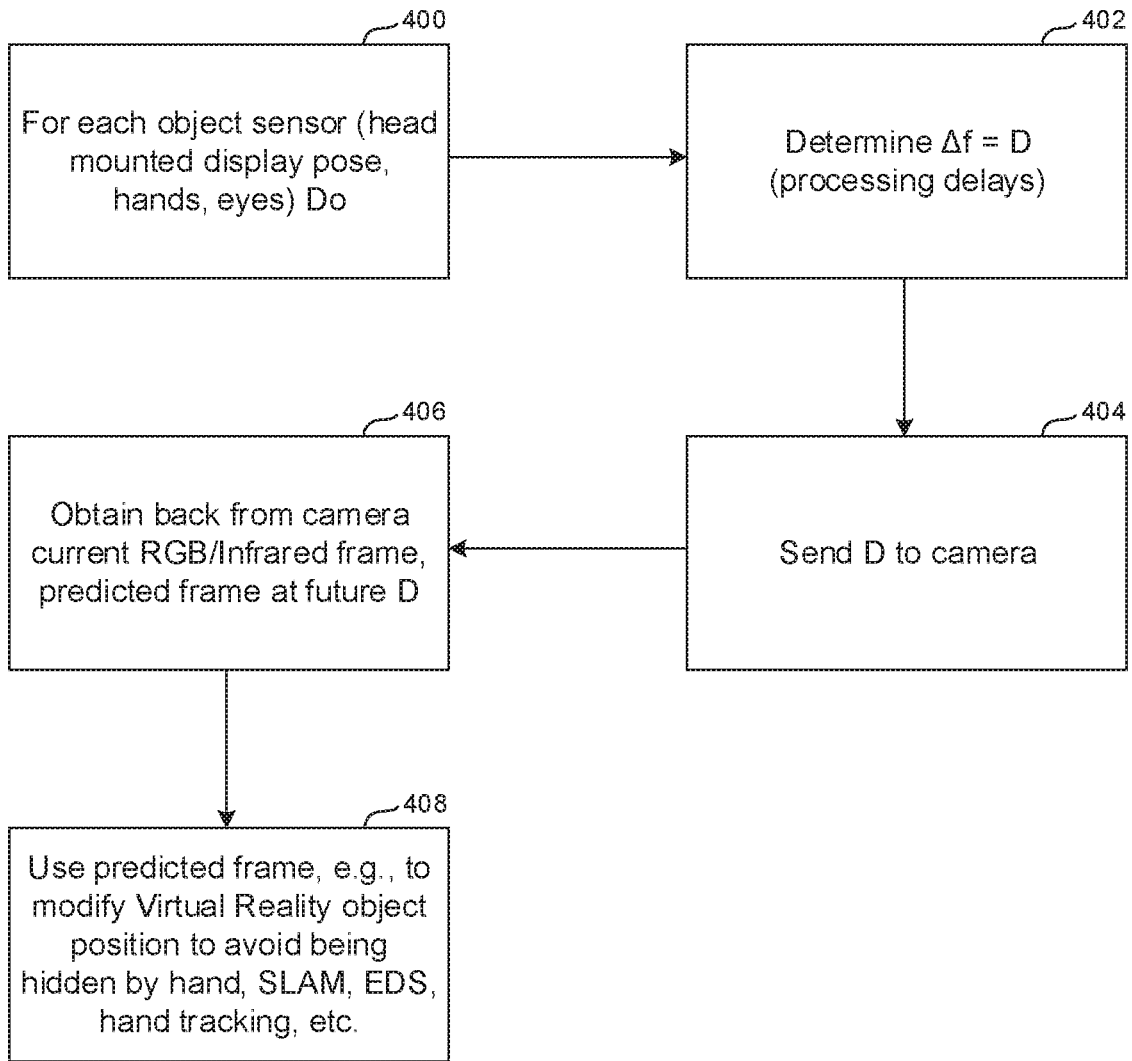 400
For each object sensor (head
mounted display pose,
hands, eyes) Do
402
Determine Δf = D
(processing delays)
404
Send D to camera
406
Obtain back from camera
current RGB/Infrared frame,
predicted frame at future D
408
Use predicted frame, e.g., to
modify Virtual Reality object
position to avoid being
hidden by hand, SLAM, EDS,
hand tracking, etc.